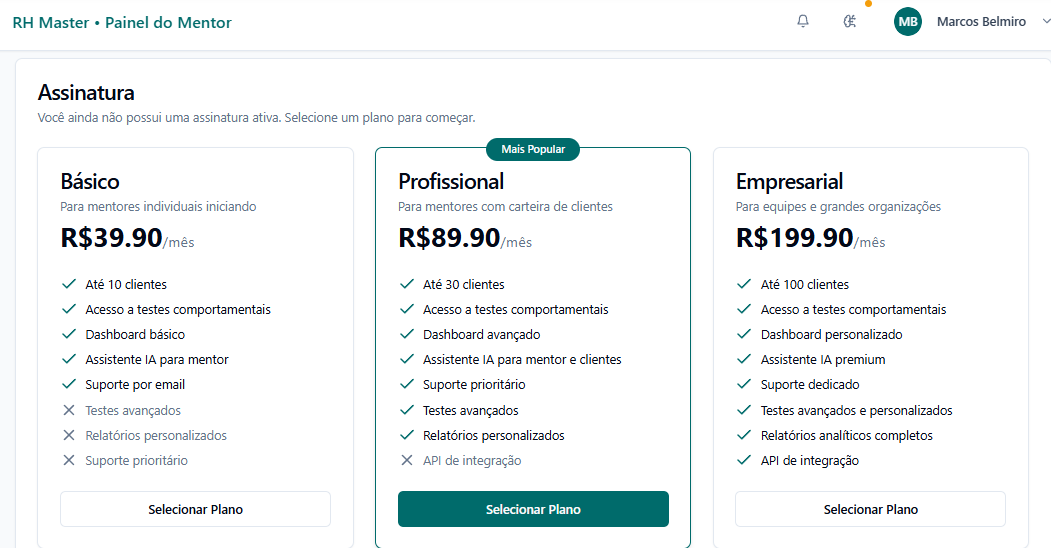 RH Master • Painel do Mentor
MB
Marcos Belmiro
Assinatura
Você ainda não possui uma assinatura ativa. Selecione um plano para começar.
Básico
Para mentores individuais iniciando
R$39.90/mês
Até 10 clientes
Acesso a testes comportamentais
Dashboard básico
Assistente IA para mentor
Suporte por email
Testes avançados
Relatórios personalizados
Suporte prioritário
Selecionar Plano
Mais Popular
Profissional
Para mentores com carteira de clientes
R$89.90/mês
Até 30 clientes
Acesso a testes comportamentais
Dashboard avançado
Assistente IA para mentor e clientes
Suporte prioritário
Testes avançados
Relatórios personalizados
API de integração
Selecionar Plano
Empresarial
Para equipes e grandes organizações
R$199.90/mês
Até 100 clientes
Acesso a testes comportamentais
Dashboard personalizado
Assistente IA premium
Suporte dedicado
Testes avançados e personalizados
Relatórios analíticos completos
API de integração
Selecionar Plano